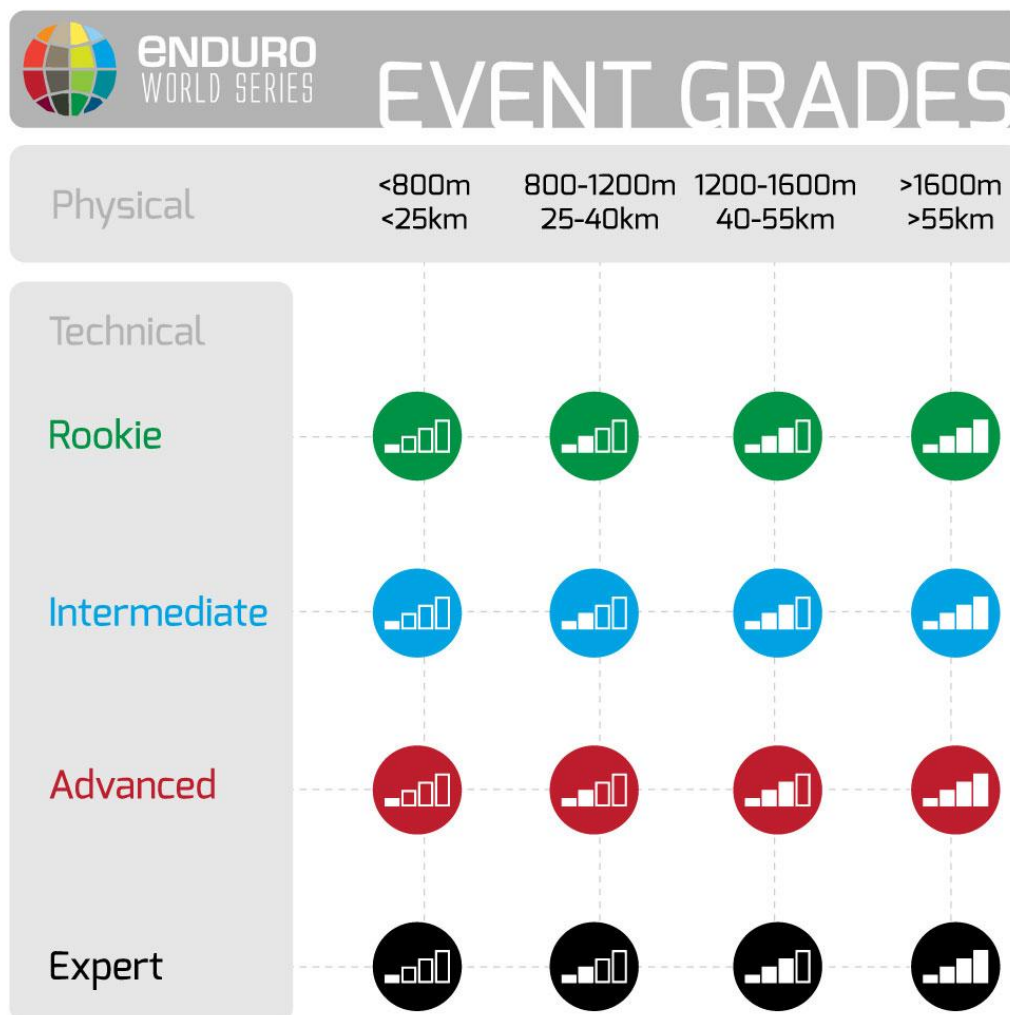 enDURO
WORLD SERIES
EVENT GRADES
Physical
<800m 800-1200m 1200-1600m >1600m
<25km 25-40km 40-55km >55km
Technical
Rookie
Intermediate
Advanced
Expert